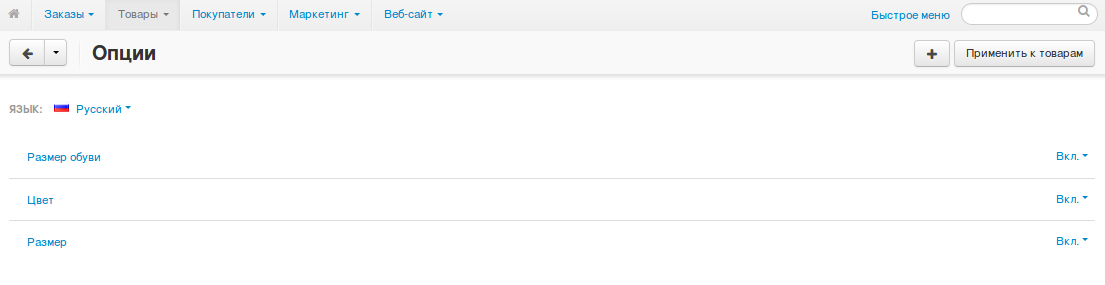 Заказы Товары Покупатели Маркетинг Веб-сайт Быстрое меню
Опции Применить к товарам
ЯЗЫК: Русский
Размер обуви Вкл.
Цвет Вкл.
Размер Вкл.